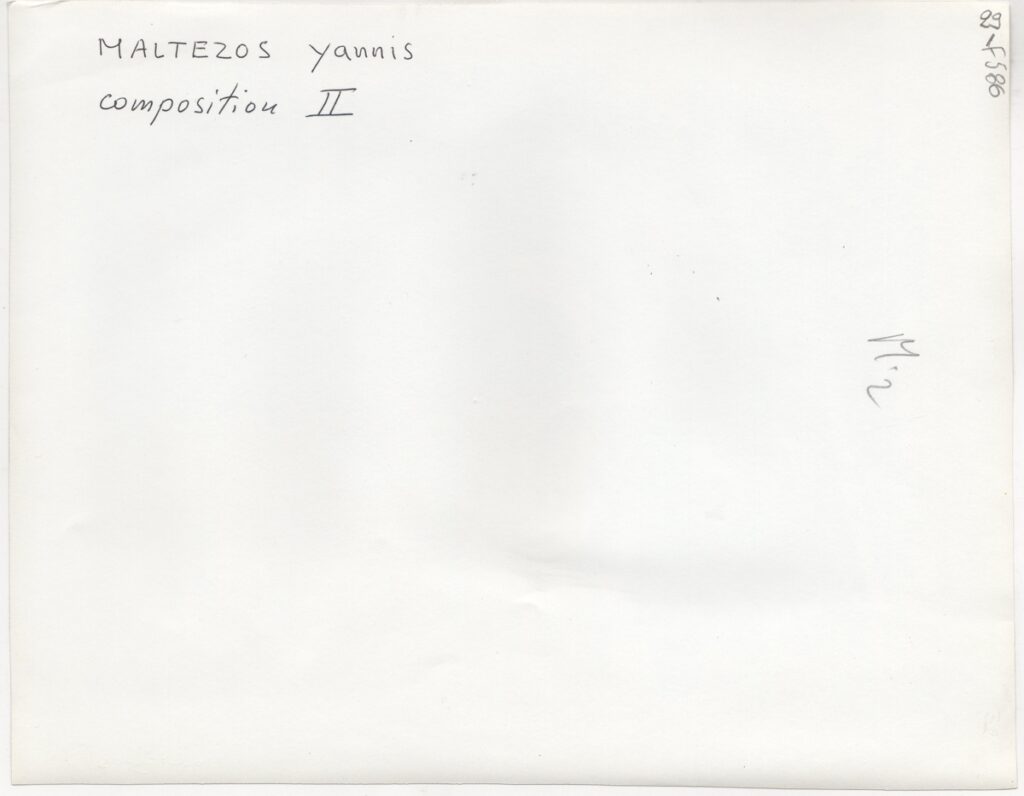 MALTEZOS Yannis
composition II
29-F586